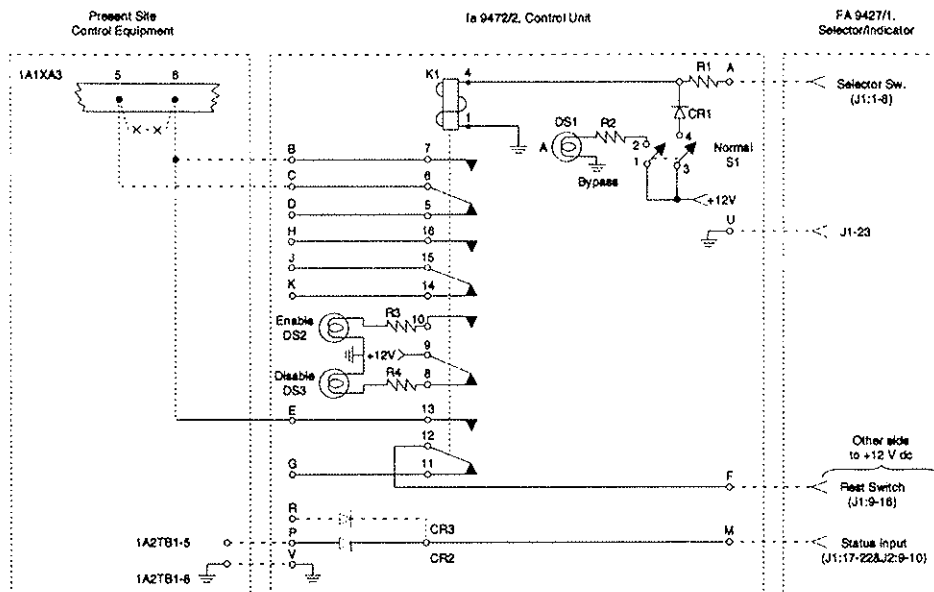 Present Site
Control Equipment
fa 9472/2, Control Unit
FA 9427/1,
Selector/Indicator
1A1XA3
5
6
X - X
K1
4
1
R1
A
Selector Sw.
(J1:1-8)
CR1
DS1
R2
A
2
4
Normal
S1
1
3
Bypass
+12V
U
J1-23
B
7
C
6
D
5
H
16
J
15
K
14
Enable
DS2
R3
10
+12V
9
Disable
DS3
R4
8
E
13
12
G
11
Other side
to +12 V dc
F
Rest Switch
(J1:9-16)
R
CR3
1A2TB1-5
P
M
Status Input
(J1:17-22&J2:9-10)
V
CR2
1A2TB1-6